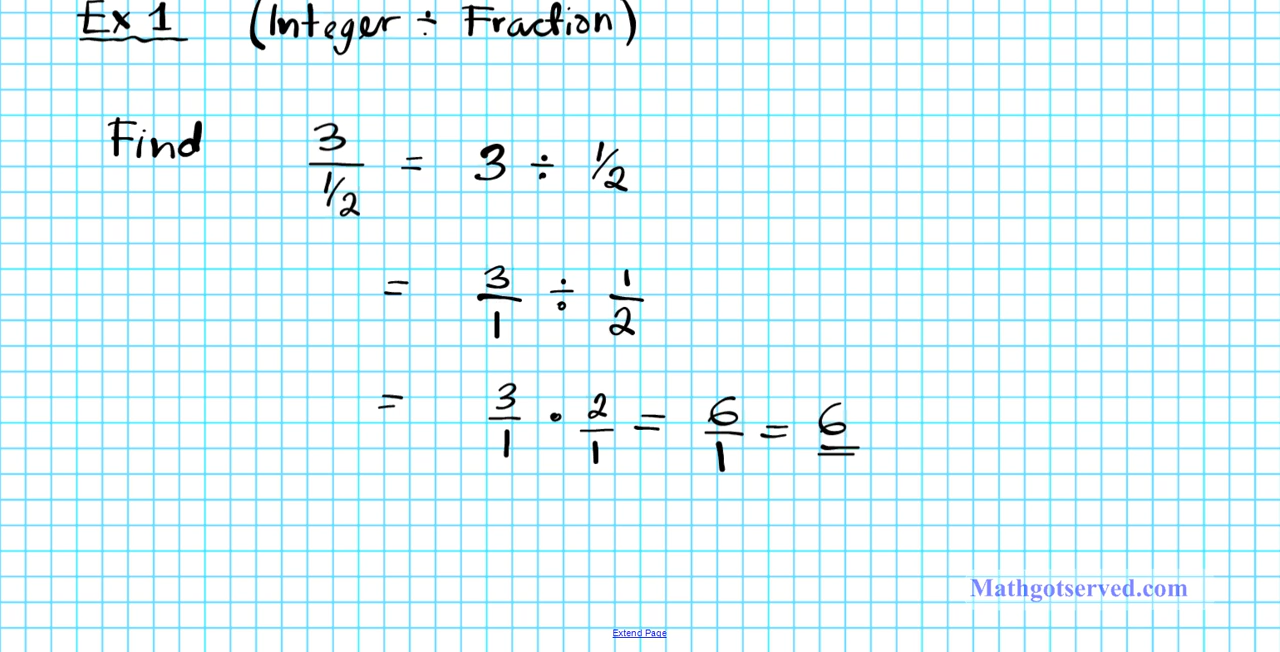 Ex 1 (Integer ÷ Fraction)
Find 3/(1/2) = 3 ÷ 1/2
= 3/1 ÷ 1/2
= 3/1 • 2/1 = 6/1 = 6
Mathgotserved.com
Extend Page